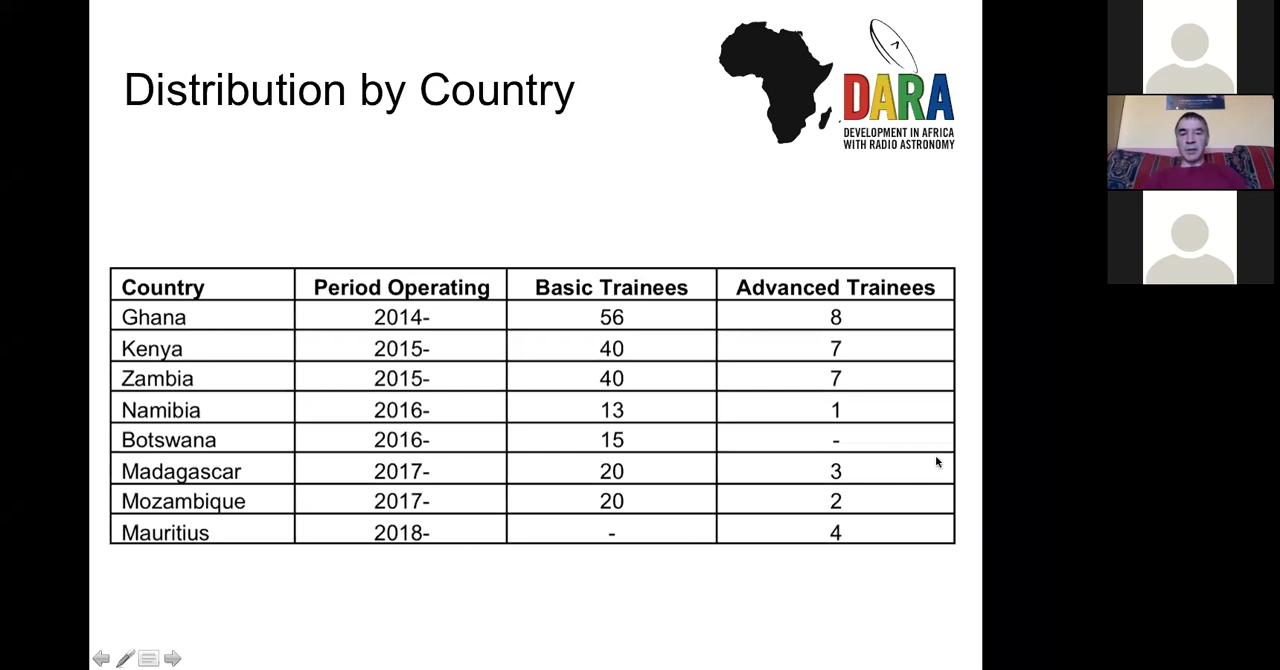 Distribution by Country
DARA
DEVELOPMENT IN AFRICA
WITH RADIO ASTRONOMY
Country Period Operating Basic Trainees Advanced Trainees
Ghana 2014- 56 8
Kenya 2015- 40 7
Zambia 2015- 40 7
Namibia 2016- 13 1
Botswana 2016- 15 -
Madagascar 2017- 20 3
Mozambique 2017- 20 2
Mauritius 2018- - 4